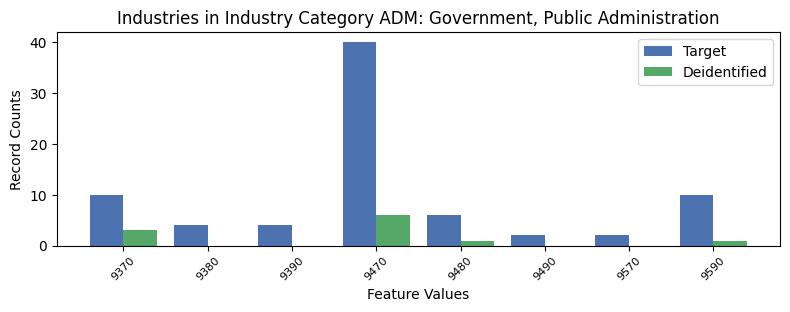 Industries in Industry Category ADM: Government, Public Administration
Target
Deidentified
Record Counts
40
30
20
10
0
9370 9380 9390 9470 9480 9490 9570 9590
Feature Values